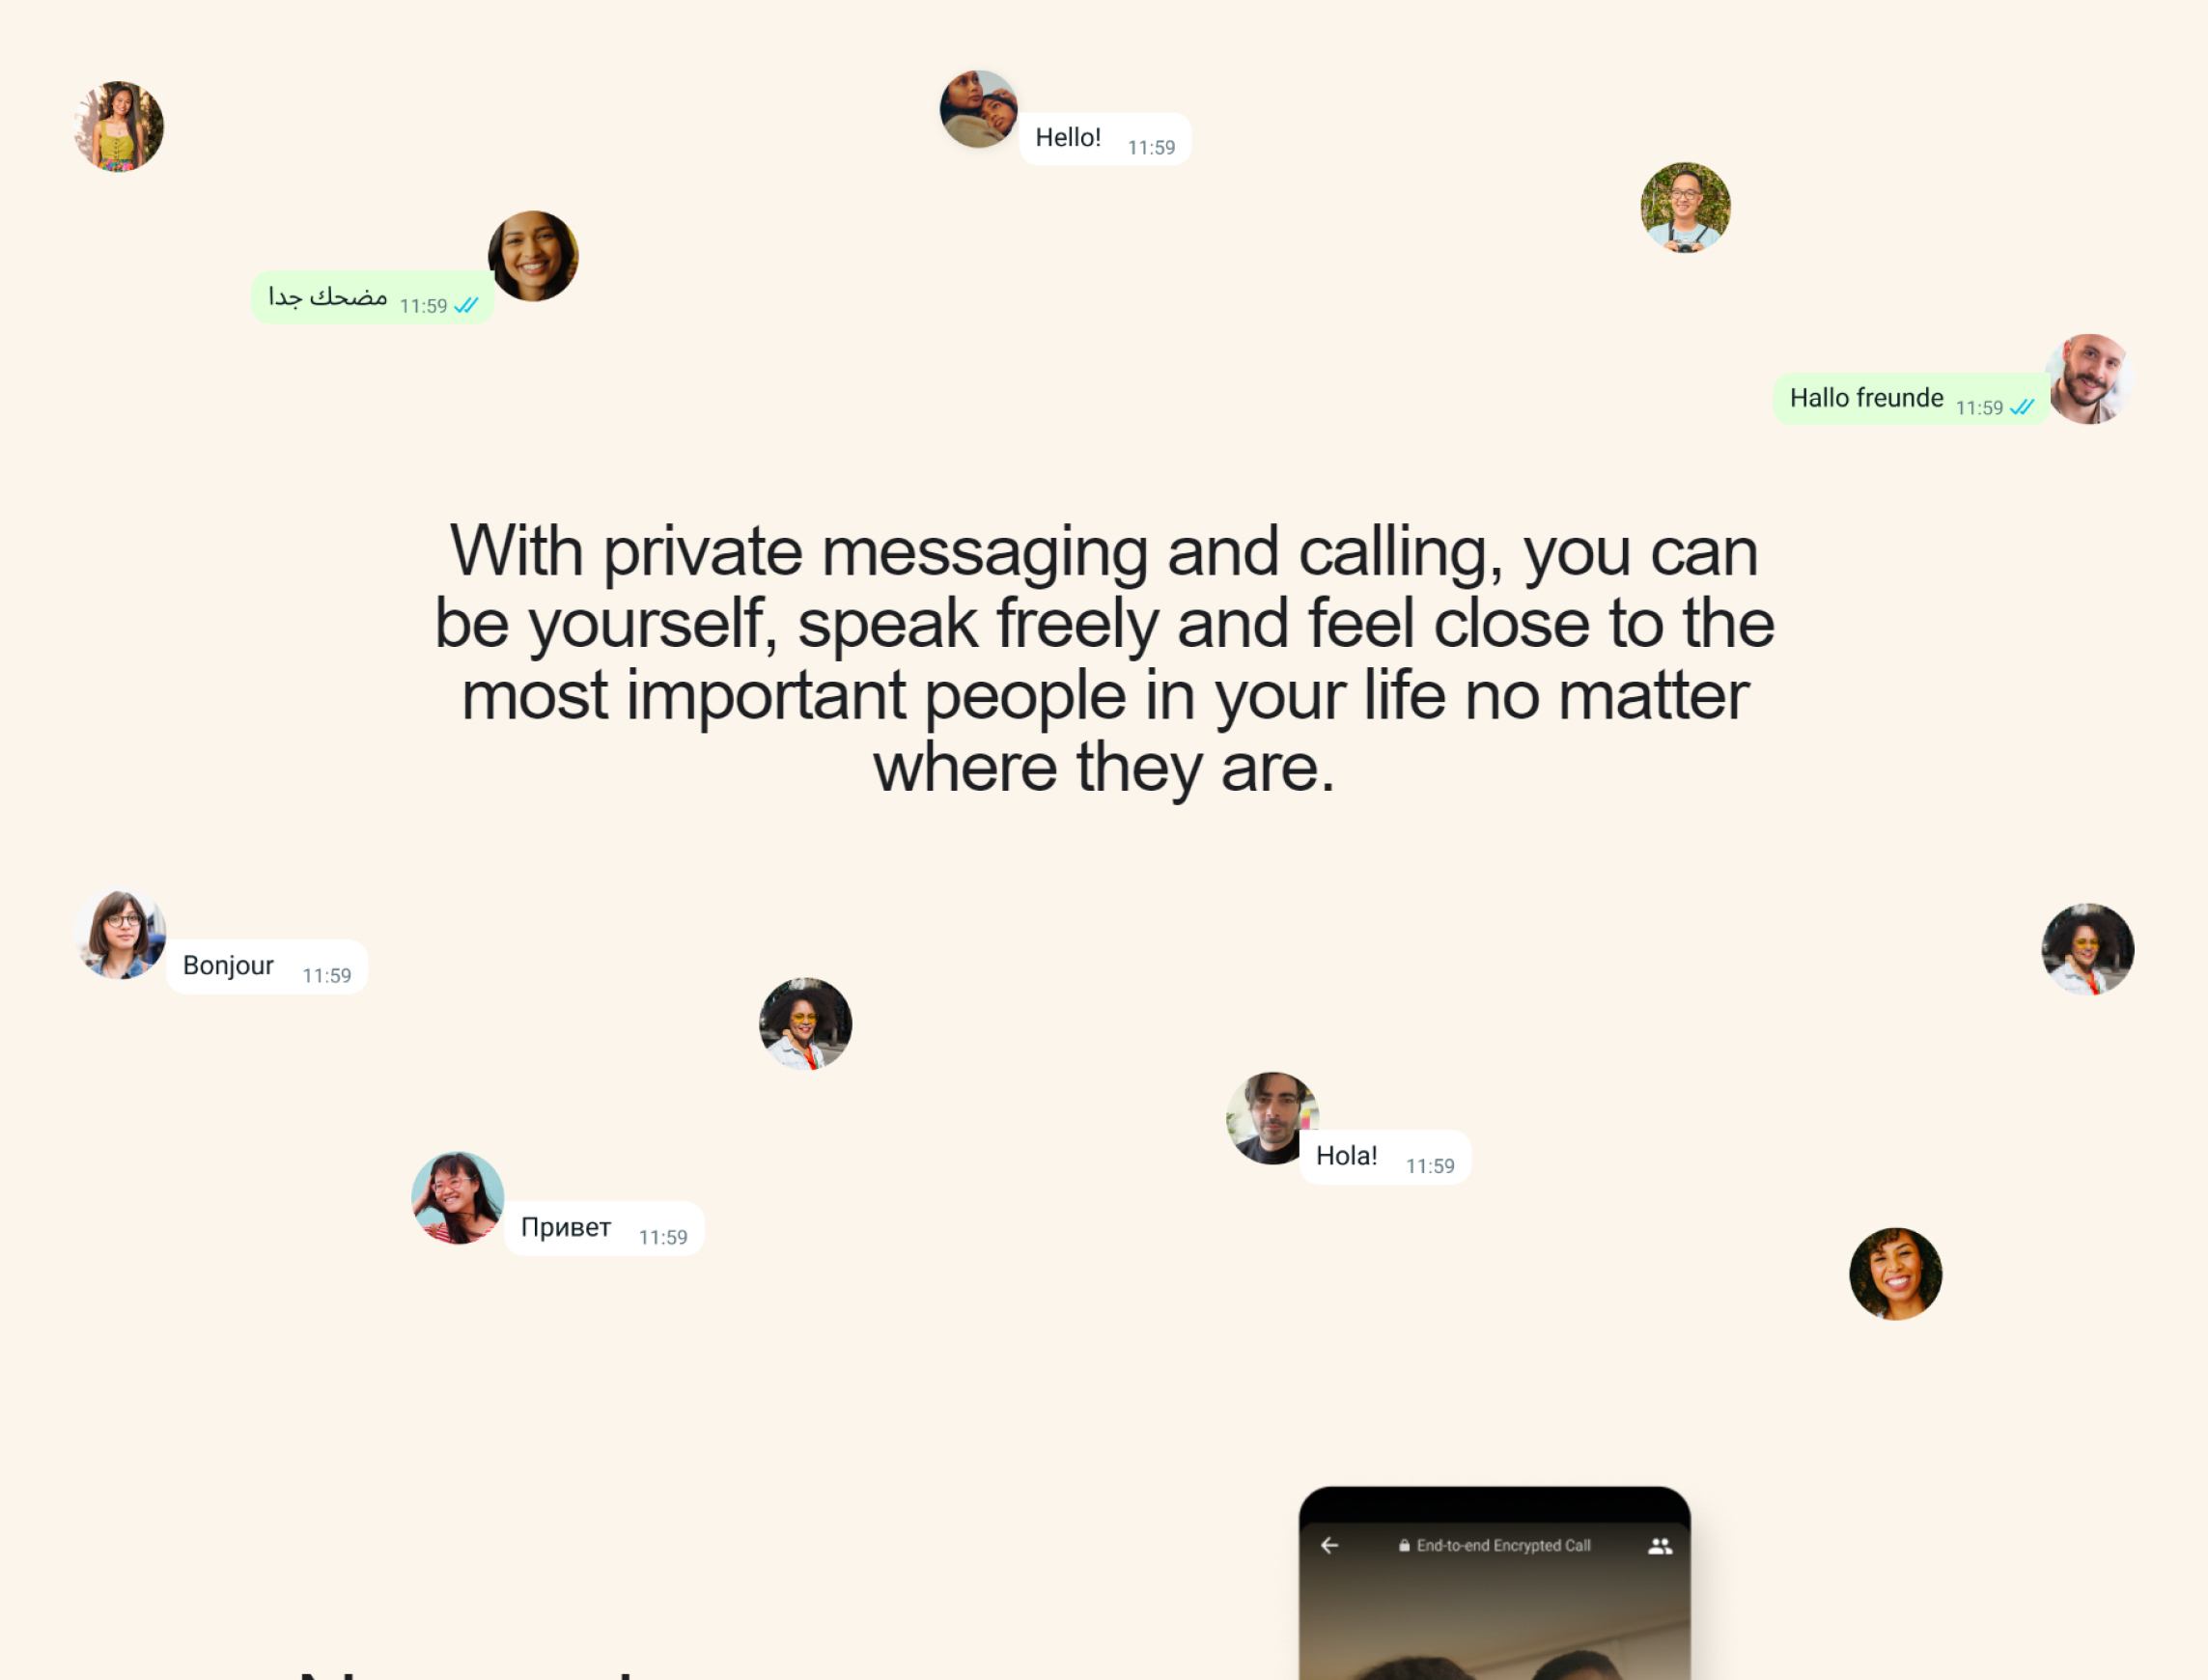 Hello! 11:59
مضحك جدا 11:59
Hallo freunde 11:59
With private messaging and calling, you can
be yourself, speak freely and feel close to the
most important people in your life no matter
where they are.
Bonjour 11:59
Hola! 11:59
Привет 11:59
End-to-end Encrypted Call